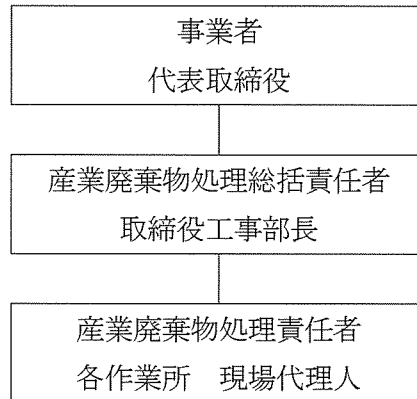 事業者
代表取締役
産業廃棄物処理総括責任者
取締役工事部長
産業廃棄物処理責任者
各作業所　現場代理人